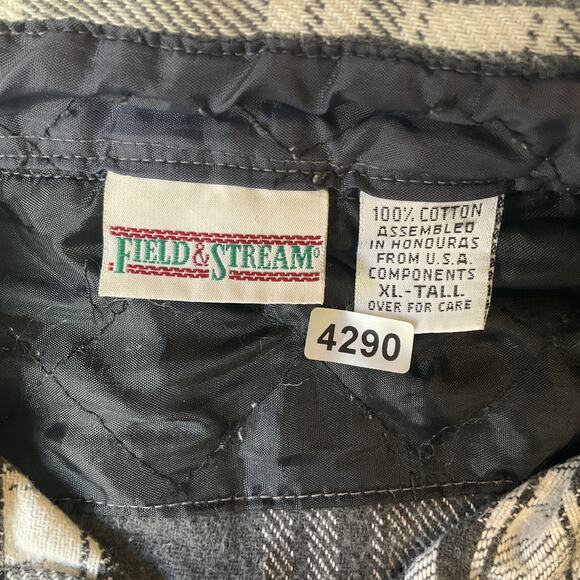 FIELD & STREAM
100% COTTON
ASSEMBLED
IN HONDURAS
FROM U.S.A.
COMPONENTS
XL-TALL
OVER FOR CARE
4290